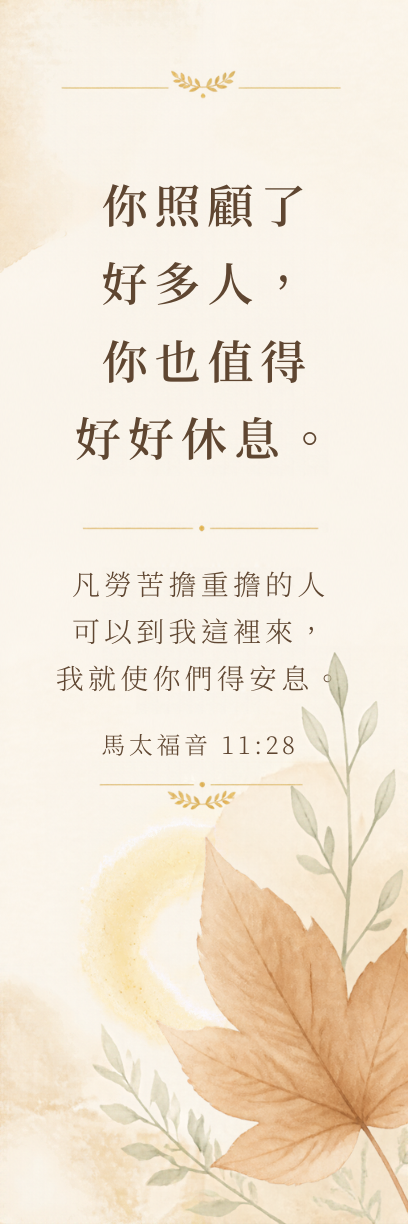 你照顧了
好多人，
你也值得
好好休息。
凡勞苦擔重擔的人
可以到我這裡來，
我就使你們得安息。
馬太福音 11:28